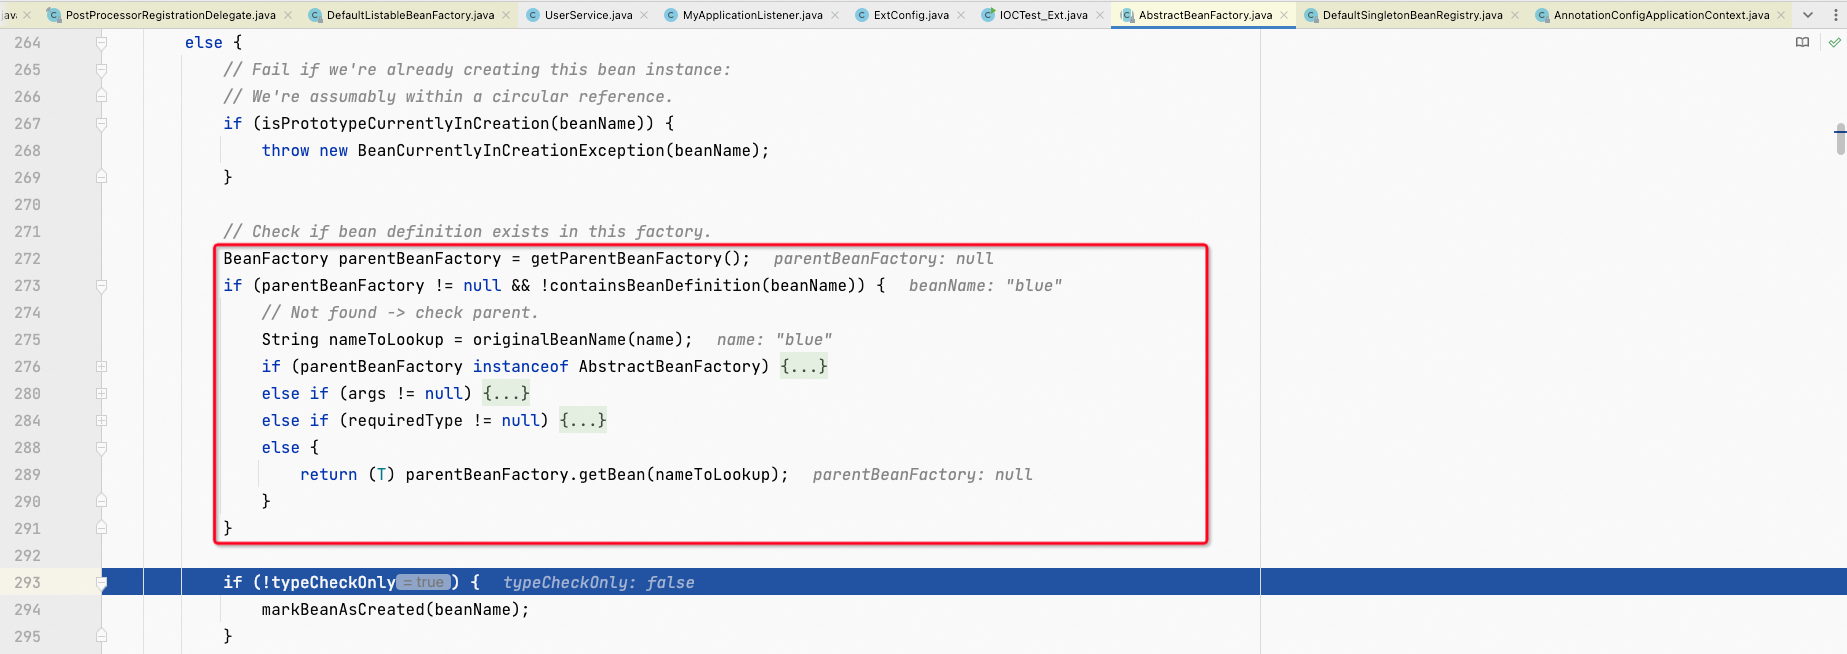 java PostProcessorRegistrationDelegate.java DefaultListableBeanFactory.java UserService.java MyApplicationListener.java ExtConfig.java IOCTest_Ext.java AbstractBeanFactory.java DefaultSingletonBeanRegistry.java AnnotationConfigApplicationContext.java
264 else {
265 // Fail if we're already creating this bean instance:
266 // We're assumably within a circular reference.
267 if (isPrototypeCurrentlyInCreation(beanName)) {
268 throw new BeanCurrentlyInCreationException(beanName);
269 }
270
271 // Check if bean definition exists in this factory.
272 BeanFactory parentBeanFactory = getParentBeanFactory(); parentBeanFactory: null
273 if (parentBeanFactory != null && !containsBeanDefinition(beanName)) { beanName: "blue"
274 // Not found -> check parent.
275 String nameToLookup = originalBeanName(name); name: "blue"
276 if (parentBeanFactory instanceof AbstractBeanFactory) {...}
280 else if (args != null) {...}
284 else if (requiredType != null) {...}
288 else {
289 return (T) parentBeanFactory.getBean(nameToLookup); parentBeanFactory: null
290 }
291 }
292
293 if (!typeCheckOnly = true ) { typeCheckOnly: false
294 markBeanAsCreated(beanName);
295 }